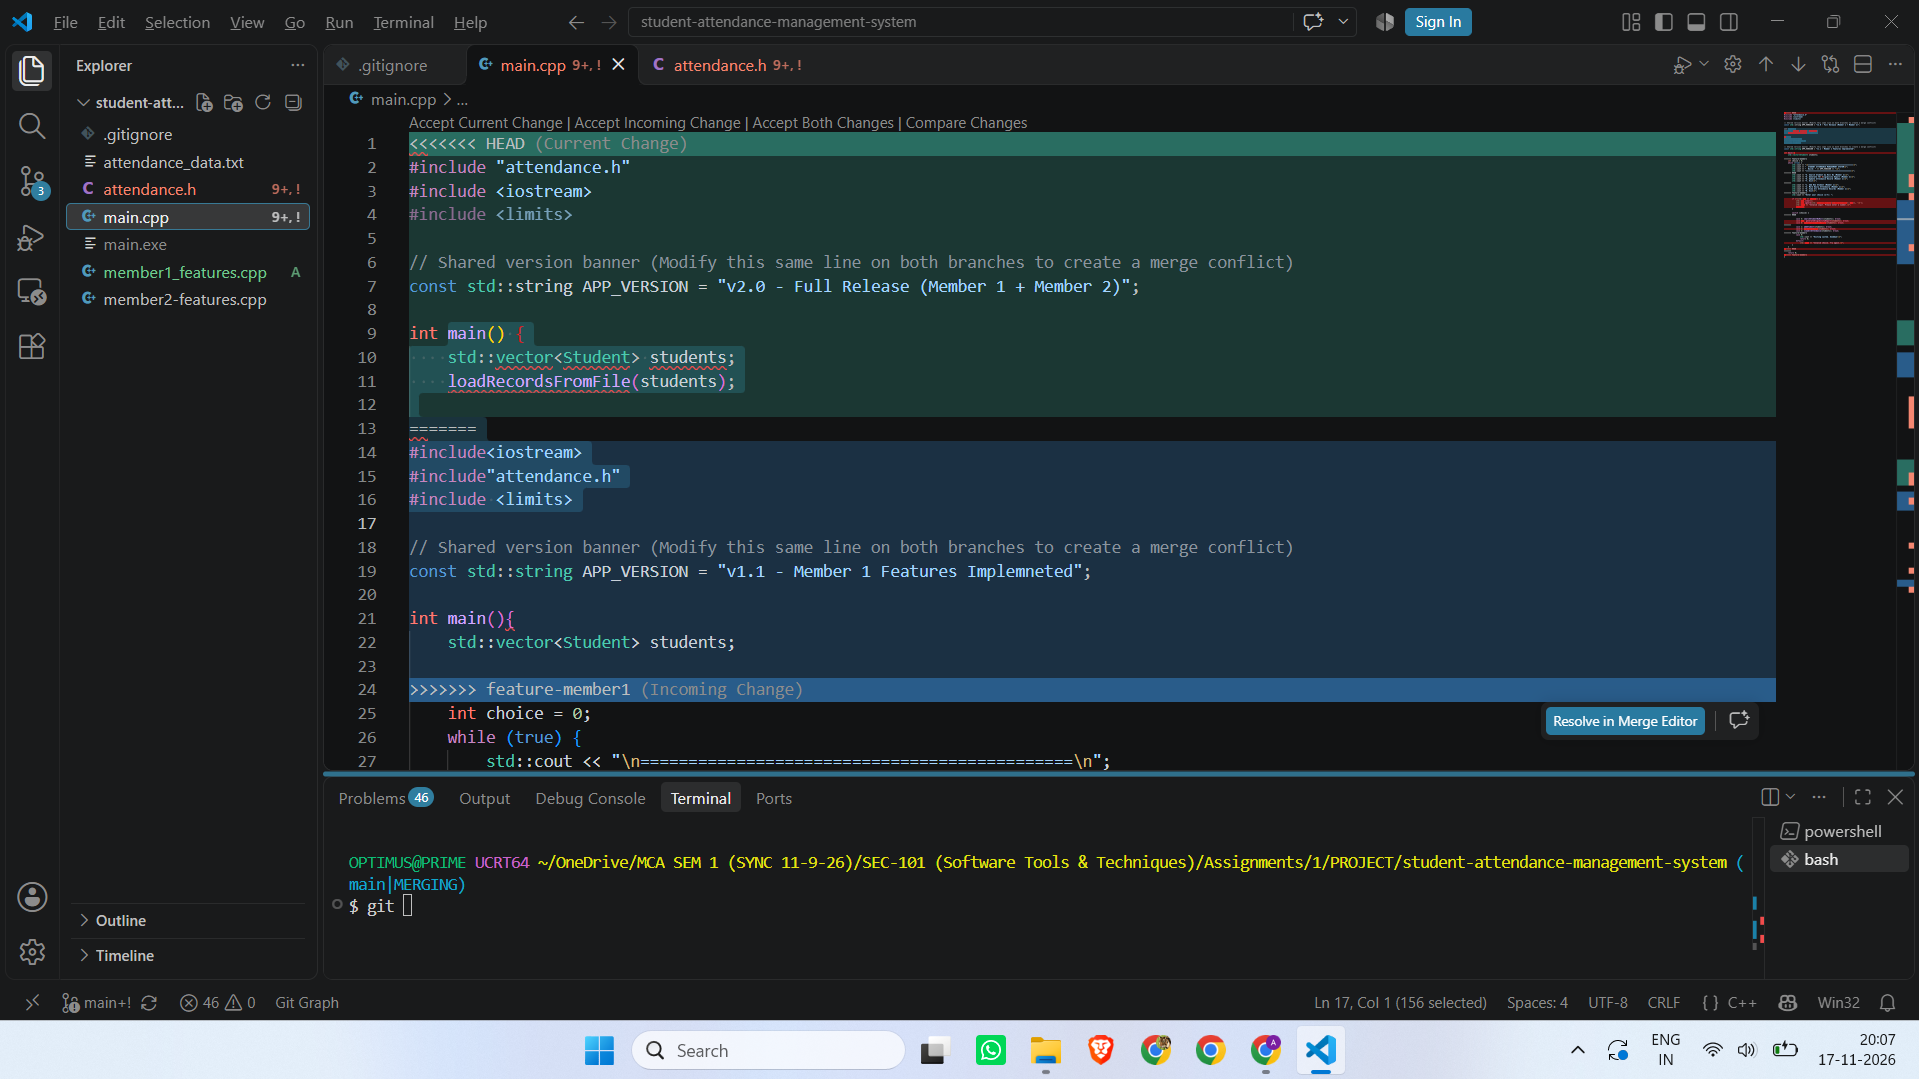 File Edit Selection View Go Run Terminal Help
student-attendance-management-system
Sign In
Explorer
student-att...
.gitignore
attendance_data.txt
attendance.h 9+, !
main.cpp 9+, !
main.exe
member1_features.cpp A
member2-features.cpp
Outline
Timeline
3
.gitignore
main.cpp 9+, !
attendance.h 9+, !
main.cpp > ...
Accept Current Change | Accept Incoming Change | Accept Both Changes | Compare Changes
1 <<<<<<< HEAD (Current Change)
2 #include "attendance.h"
3 #include <iostream>
4 #include <limits>
5
6 // Shared version banner (Modify this same line on both branches to create a merge conflict)
7 const std::string APP_VERSION = "v2.0 - Full Release (Member 1 + Member 2)";
8
9 int main() {
10 std::vector<Student> students;
11 loadRecordsFromFile(students);
12
13 =======
14 #include<iostream>
15 #include"attendance.h"
16 #include <limits>
17
18 // Shared version banner (Modify this same line on both branches to create a merge conflict)
19 const std::string APP_VERSION = "v1.1 - Member 1 Features Implemneted";
20
21 int main(){
22 std::vector<Student> students;
23
24 >>>>>>> feature-member1 (Incoming Change)
25 int choice = 0;
26 while (true) {
27 std::cout << "\n=============================================\n";
Resolve in Merge Editor
Problems 46 Output Debug Console Terminal Ports
OPTIMUS@PRIME UCRT64 ~/OneDrive/MCA SEM 1 (SYNC 11-9-26)/SEC-101 (Software Tools & Techniques)/Assignments/1/PROJECT/student-attendance-management-system (
main|MERGING)
$ git
powershell
bash
main+! 46 0 Git Graph
Ln 17, Col 1 (156 selected) Spaces: 4 UTF-8 CRLF { } C++ Win32
Search
ENG
IN
20:07
17-11-2026